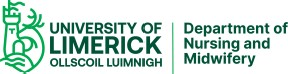 UNIVERSITY OF
LIMERICK
OLLSCOIL LUIMNIGH
Department of
Nursing and
Midwifery